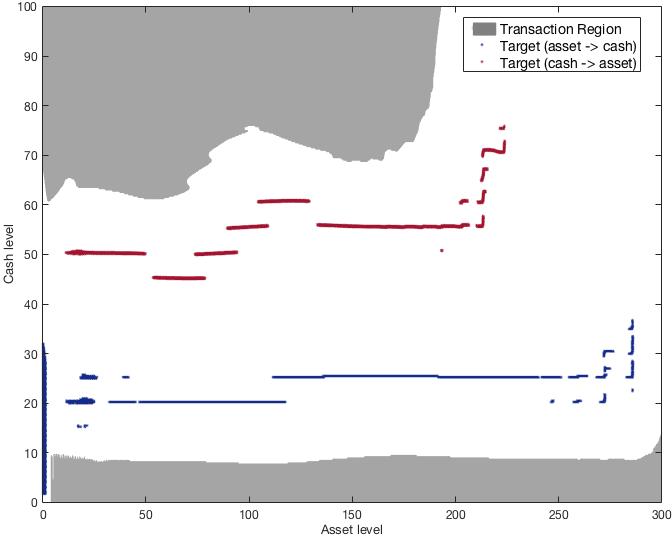 100
90
80
70
60
50
40
30
20
10
0
Cash level
Transaction Region
Target (asset -> cash)
Target (cash -> asset)
0 50 100 150 200 250 300
Asset level